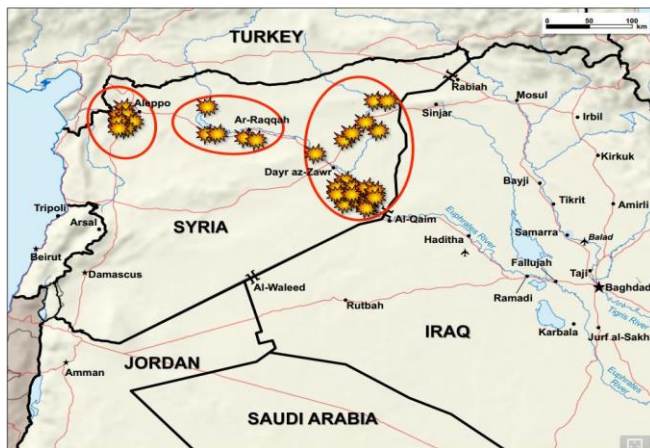 0 50 100
km
TURKEY
Rabiah
Mosul
Aleppo
Sinjar
Irbil
Ar-Raqqah
Kirkuk
Dayr az-Zawr
Bayji
Tikrit
Amirli
Tripoli
Arsal
SYRIA
Al-Qaim
Euphrates River
Samarra
Balad
Haditha
Beirut
Fallujah
Taji
Damascus
Al-Waleed
Ramadi
Baghdad
Rutbah
Tigris River
IRAQ
Karbala
Jurf al-Sakh
JORDAN
Amman
Euphrates
River
SAUDI ARABIA